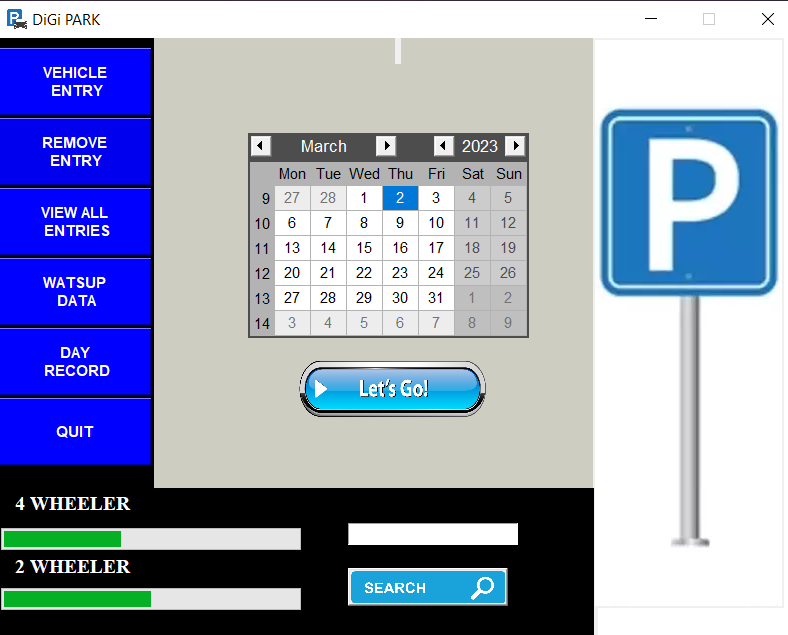 DiGi PARK
VEHICLE
ENTRY
REMOVE
ENTRY
VIEW ALL
ENTRIES
WATSUP
DATA
DAY
RECORD
QUIT
March 2023
Mon Tue Wed Thu Fri Sat Sun
9 27 28 1 2 3 4 5
10 6 7 8 9 10 11 12
11 13 14 15 16 17 18 19
12 20 21 22 23 24 25 26
13 27 28 29 30 31 1 2
14 3 4 5 6 7 8 9
Let's Go!
P
4 WHEELER
2 WHEELER
SEARCH